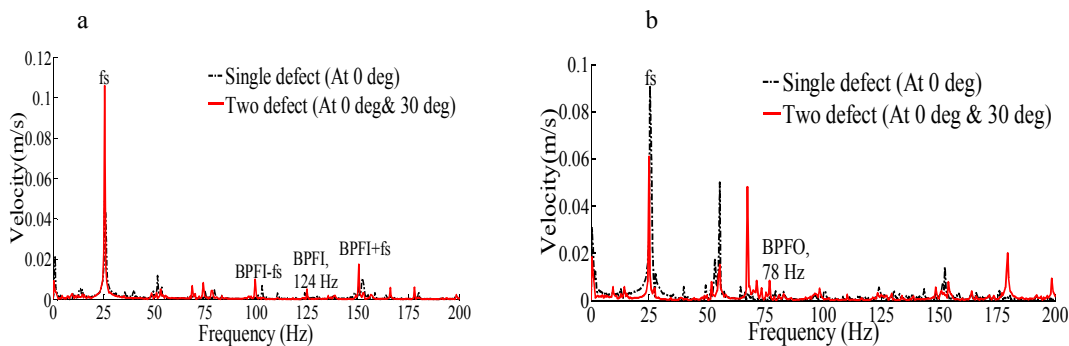 a
0.12
0.1
0.08
0.06
0.04
0.02
0
Velocity(m/s)
fs
Single defect (At 0 deg)
Two defect (At 0 deg& 30 deg)
BPFI-fs
BPFI,
124 Hz
BPFI+fs
0 25 50 75 100 125 150 175 200
Frequency (Hz)
b
0.1
0.08
0.06
0.04
0.02
0
Velocity(m/s)
fs
Single defect (At 0 deg)
Two defect (At 0 deg & 30 deg)
BPFO,
78 Hz
0 25 50 75 100 125 150 175 200
Frequency (Hz)